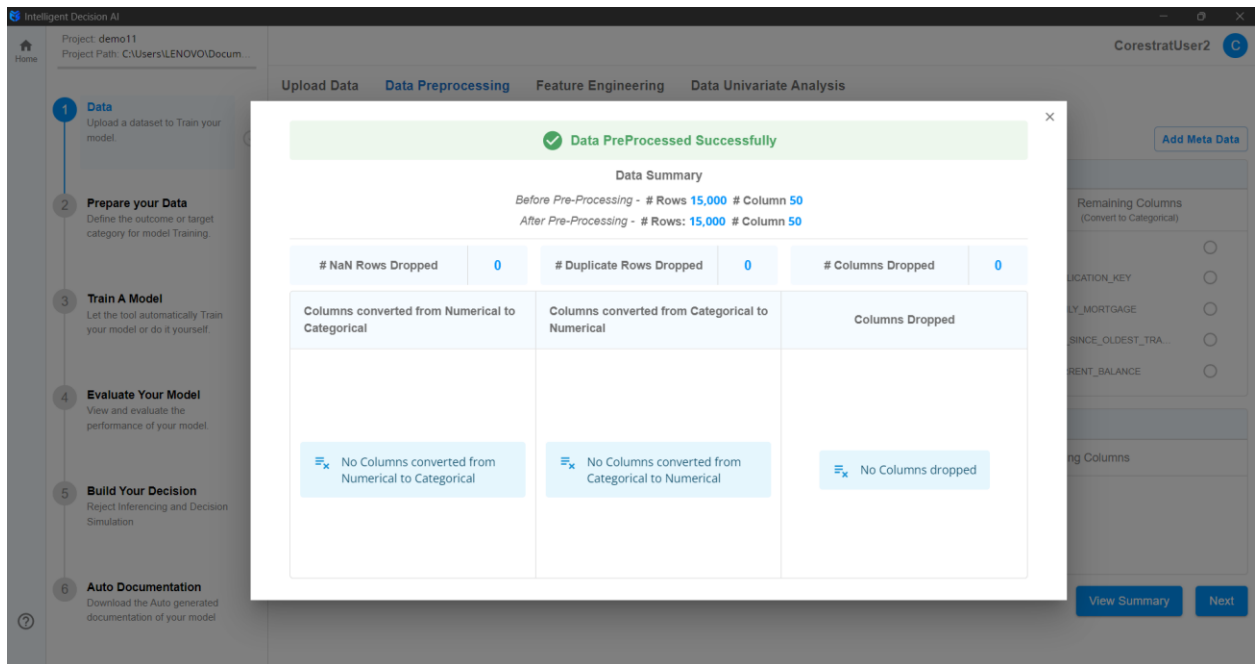 Intelligent Decision AI
Home
Project: demo11
Project Path: C:\Users\LENOVO\Docum...
CorestratUser2 C
Upload Data Data Preprocessing Feature Engineering Data Univariate Analysis
1 Data
Upload a dataset to Train your
model.
2 Prepare your Data
Define the outcome or target
category for model Training.
3 Train A Model
Let the tool automatically Train
your model or do it yourself.
4 Evaluate Your Model
View and evaluate the
performance of your model.
5 Build Your Decision
Reject Inferencing and Decision
Simulation
6 Auto Documentation
Download the Auto generated
documentation of your model
Data PreProcessed Successfully
Data Summary
Before Pre-Processing - # Rows 15,000 # Column 50
After Pre-Processing - # Rows: 15,000 # Column 50
# NaN Rows Dropped 0 # Duplicate Rows Dropped 0 # Columns Dropped 0
Columns converted from Numerical to
Categorical
Columns converted from Categorical to
Numerical
Columns Dropped
No Columns converted from
Numerical to Categorical
No Columns converted from
Categorical to Numerical
No Columns dropped
Add Meta Data
Remaining Columns
(Convert to Categorical)
LICATION_KEY
LY_MORTGAGE
_SINCE_OLDEST_TRA...
RENT_BALANCE
ng Columns
View Summary Next